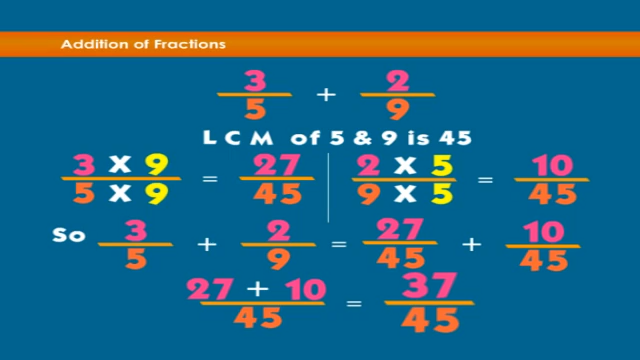 Addition of Fractions
3/5 + 2/9
L C M of 5 & 9 is 45
3 x 9 / 5 x 9 = 27/45 | 2 x 5 / 9 x 5 = 10/45
So 3/5 + 2/9 = 27/45 + 10/45
27 + 10 / 45 = 37/45